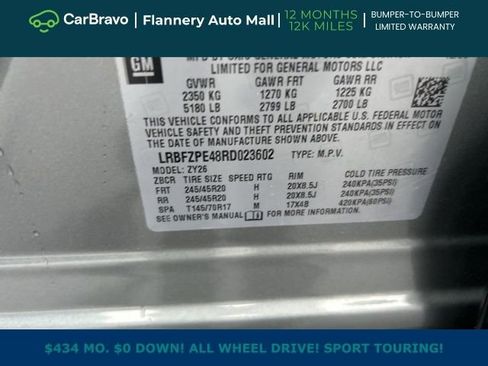 CarBravo
Flannery Auto Mall
12 MONTHS
12K MILES
BUMPER-TO-BUMPER
LIMITED WARRANTY
GM
LIMITED FOR GENERAL MOTORS LLC
GVWR GAWR FRT GAWR RR
2350 KG 1270 KG 1225 KG
5180 LB 2799 LB 2700 LB
THIS VEHICLE CONFORMS TO ALL APPLICABLE U.S. FEDERAL MOTOR
VEHICLE SAFETY, BUMPER, AND THEFT PREVENTION STANDARDS IN EFFECT ON
THE DATE OF MANUFACTURE SHOWN ABOVE.
LRBFZPE48RD023602 TYPE: M.P.V.
MODEL: ZY26
ZBCR TIRE SIZE SPEED RTG RIM COLD TIRE PRESSURE
FRT 245/45R20 H 20X8.5J 240KPA(35PSI)
RR 245/45R20 H 20X8.5J 240KPA(35PSI)
SPA T145/70R17 M 17X4B 420KPA(60PSI)
SEE OWNER'S MANUAL FOR MORE INFORMATION.
$434 MO. $0 DOWN! ALL WHEEL DRIVE! SPORT TOURING!